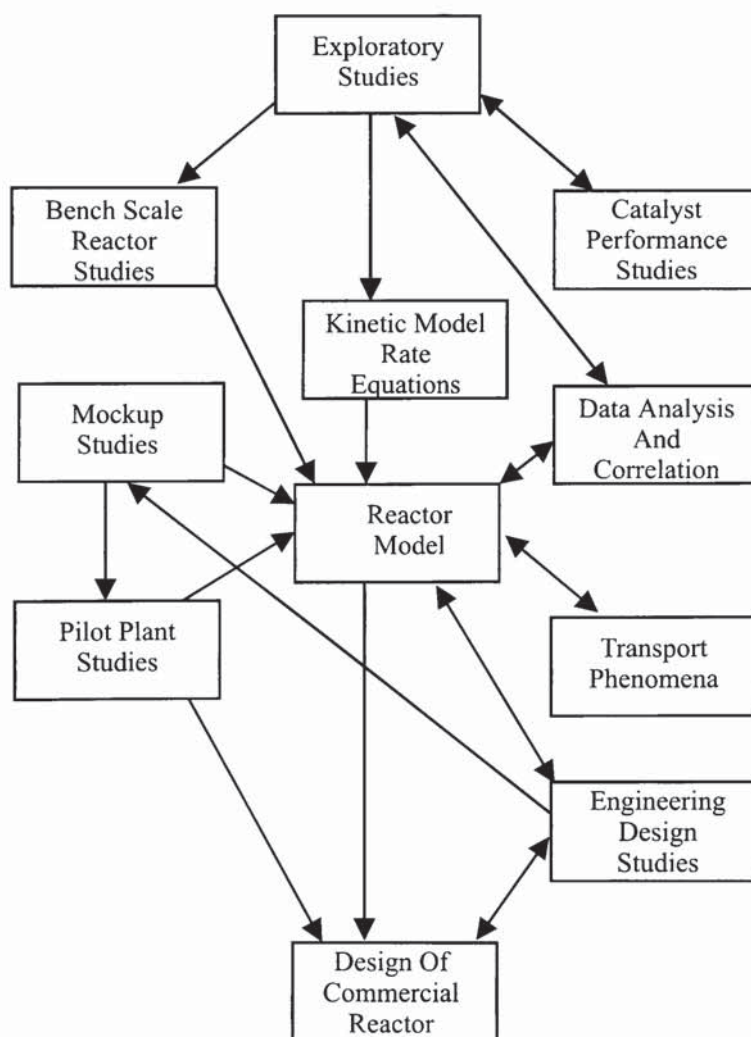 Exploratory
Studies
Bench Scale
Reactor
Studies
Catalyst
Performance
Studies
Kinetic Model
Rate
Equations
Mockup
Studies
Data Analysis
And
Correlation
Reactor
Model
Pilot Plant
Studies
Transport
Phenomena
Engineering
Design
Studies
Design Of
Commercial
Reactor